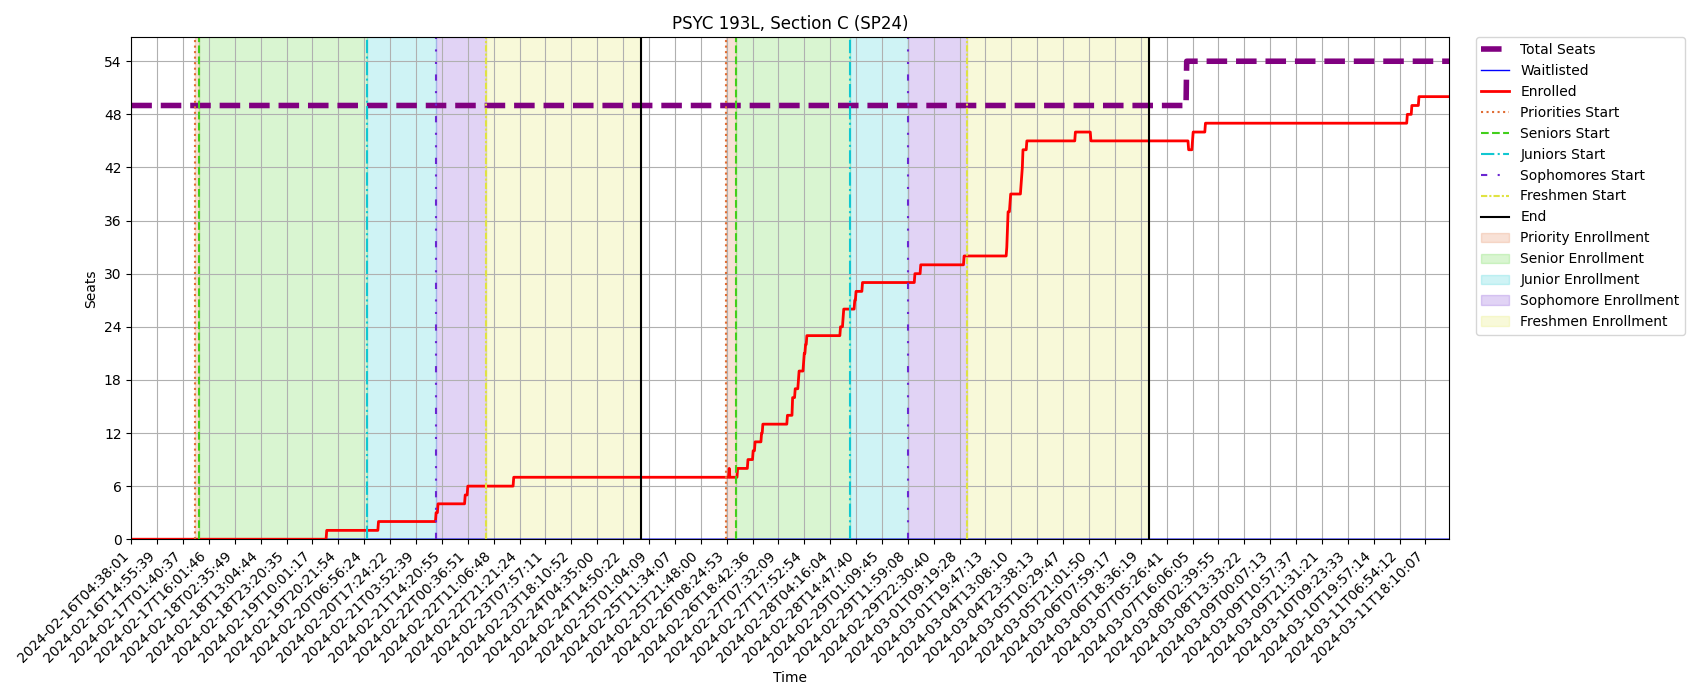 PSYC 193L, Section C (SP24)
Seats
54
48
42
36
30
24
18
12
6
0
2024-02-16T04:38:01
2024-02-16T14:55:39
2024-02-17T01:40:37
2024-02-17T16:01:46
2024-02-18T02:35:49
2024-02-18T13:04:44
2024-02-18T23:20:35
2024-02-19T10:01:17
2024-02-19T20:21:54
2024-02-20T06:56:24
2024-02-20T17:24:22
2024-02-21T03:52:39
2024-02-21T14:20:55
2024-02-22T00:36:51
2024-02-22T11:06:48
2024-02-22T21:21:24
2024-02-23T07:57:11
2024-02-23T18:10:52
2024-02-24T04:35:00
2024-02-24T14:50:22
2024-02-25T01:04:09
2024-02-25T11:34:07
2024-02-25T21:48:00
2024-02-26T08:24:53
2024-02-26T18:42:36
2024-02-27T07:32:09
2024-02-27T17:52:54
2024-02-28T04:16:04
2024-02-28T14:47:40
2024-02-29T01:09:45
2024-02-29T11:59:08
2024-02-29T22:30:40
2024-03-01T09:19:28
2024-03-01T19:47:13
2024-03-04T13:08:10
2024-03-04T23:38:13
2024-03-05T10:29:47
2024-03-05T21:01:50
2024-03-06T07:59:17
2024-03-06T18:36:19
2024-03-07T05:26:41
2024-03-07T16:06:05
2024-03-08T02:39:55
2024-03-08T13:33:22
2024-03-09T00:07:13
2024-03-09T10:57:37
2024-03-09T21:31:21
2024-03-10T09:23:33
2024-03-10T19:57:14
2024-03-11T06:54:12
2024-03-11T18:10:07
Time
Total Seats
Waitlisted
Enrolled
Priorities Start
Seniors Start
Juniors Start
Sophomores Start
Freshmen Start
End
Priority Enrollment
Senior Enrollment
Junior Enrollment
Sophomore Enrollment
Freshmen Enrollment